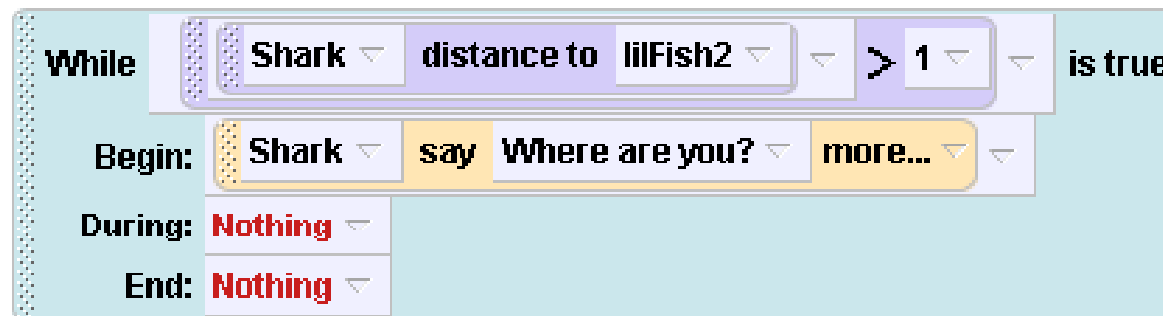 While Shark distance to lilFish2 > 1 is true
Begin: Shark say Where are you? more...
During: Nothing
End: Nothing